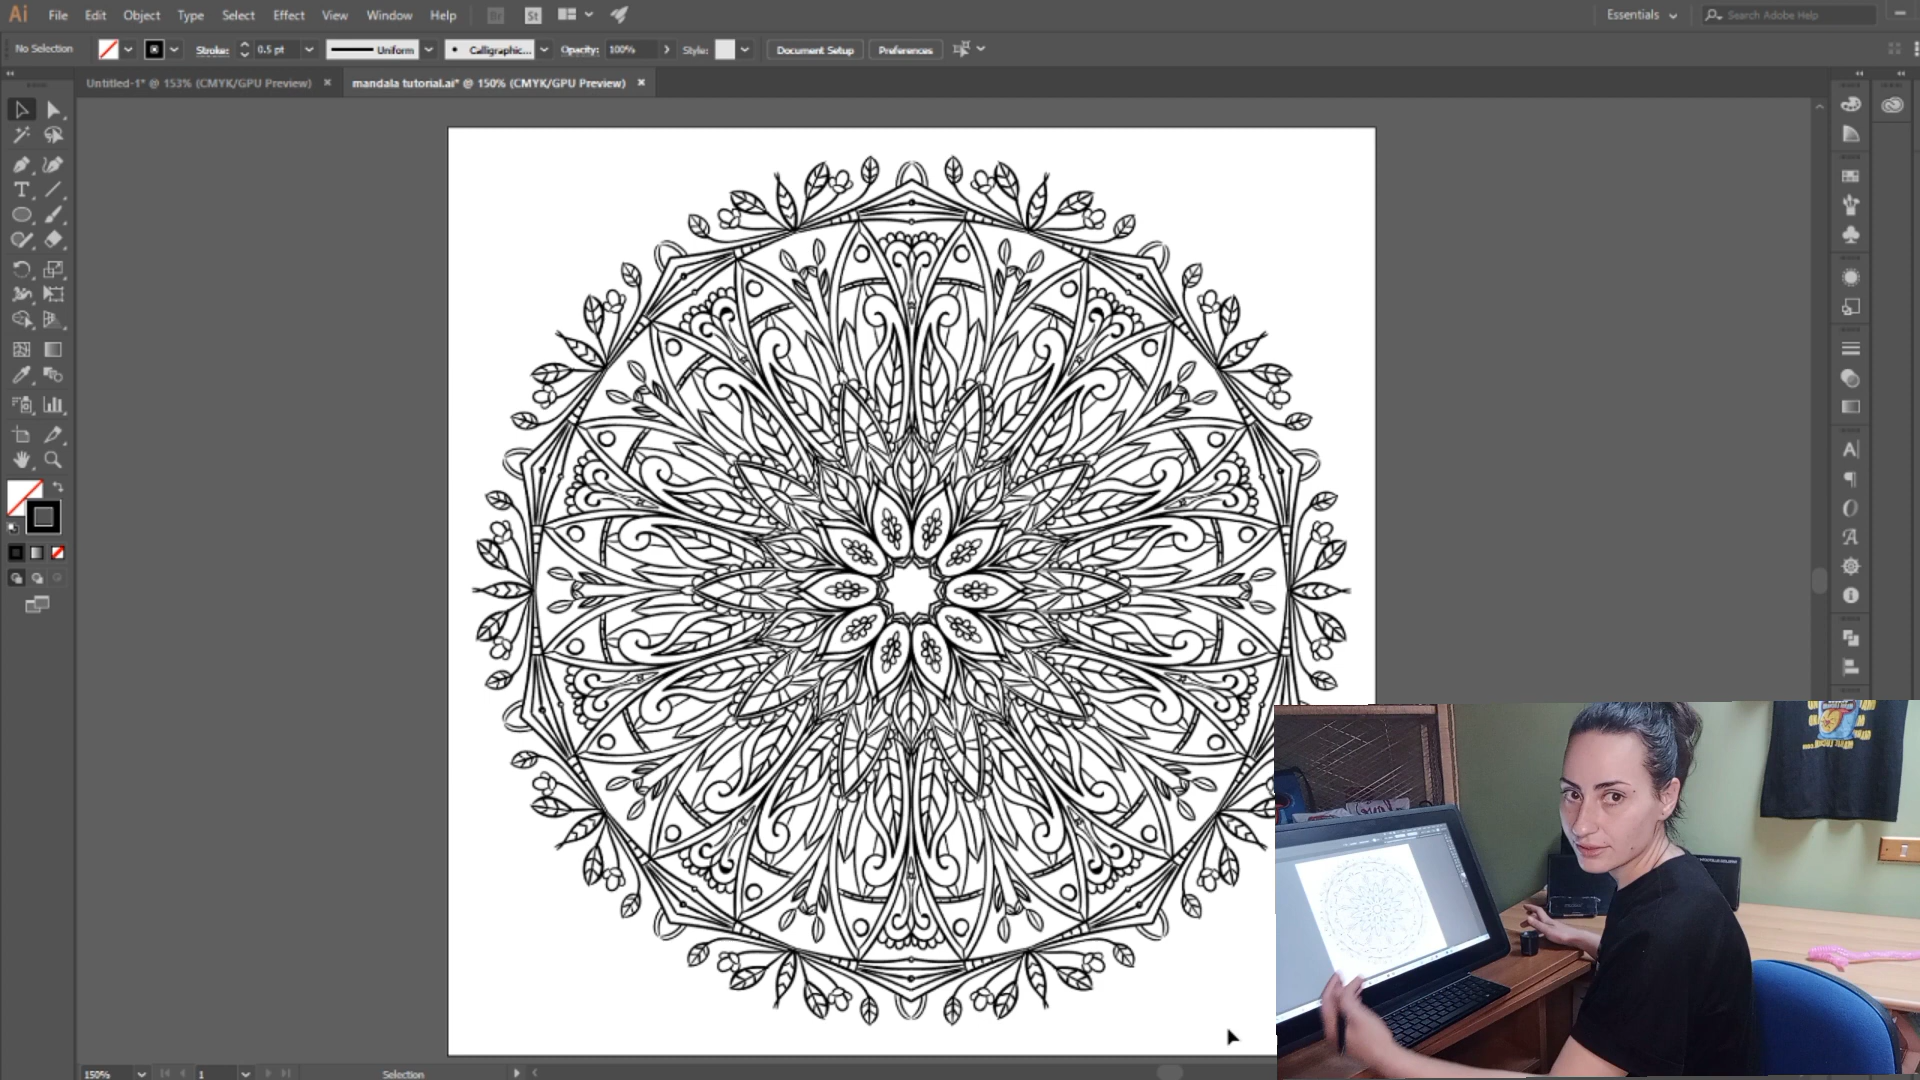 Ai File Edit Object Type Select Effect View Window Help Br St Essentials Search Adobe Help
No Selection Stroke: 0.5 pt Uniform Calligraphic... Opacity: 100% Style: Document Setup Preferences
Untitled-1* @ 153% (CMYK/GPU Preview) × mandala tutorial.ai* @ 150% (CMYK/GPU Preview) ×
150% 1 Selection